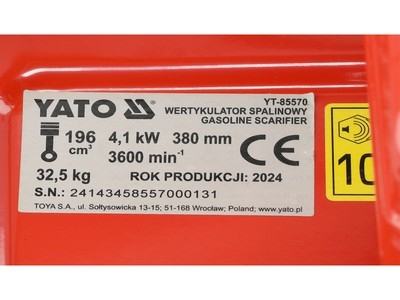 YATO
YT-85570
WERTYKULATOR SPALINOWY
GASOLINE SCARIFIER
196 cm³ 4,1 kW 380 mm
3600 min⁻¹ CE
32,5 kg ROK PRODUKCJI: 2024
S.N.: 24143458557000131
TOYA S.A., ul. Sołtysowicka 13-15; 51-168 Wrocław; Poland; www.yato.pl